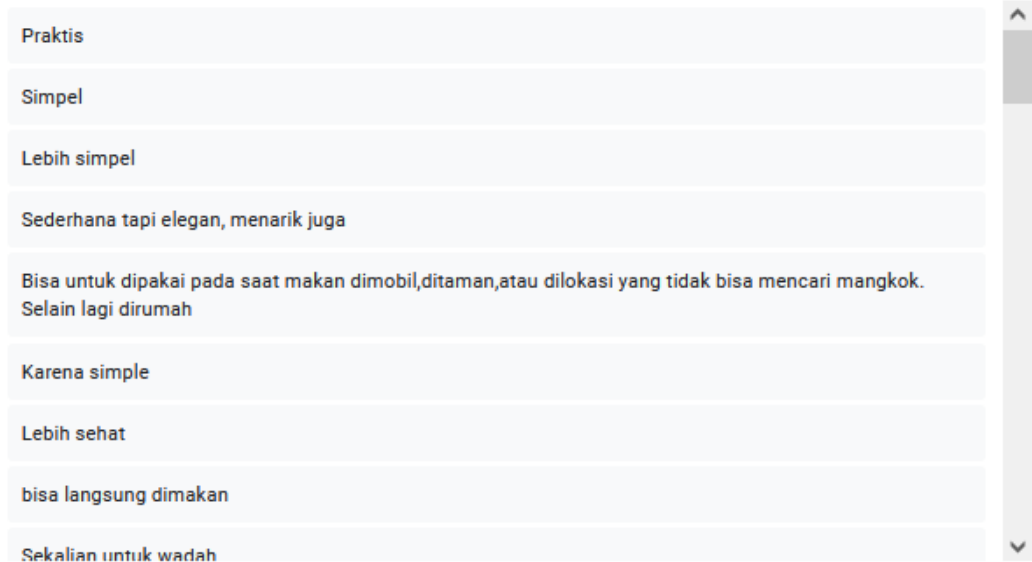 Praktis
Simpel
Lebih simpel
Sederhana tapi elegan, menarik juga
Bisa untuk dipakai pada saat makan dimobil,ditaman,atau dilokasi yang tidak bisa mencari mangkok.
Selain lagi dirumah
Karena simple
Lebih sehat
bisa langsung dimakan
Sekalian untuk wadah